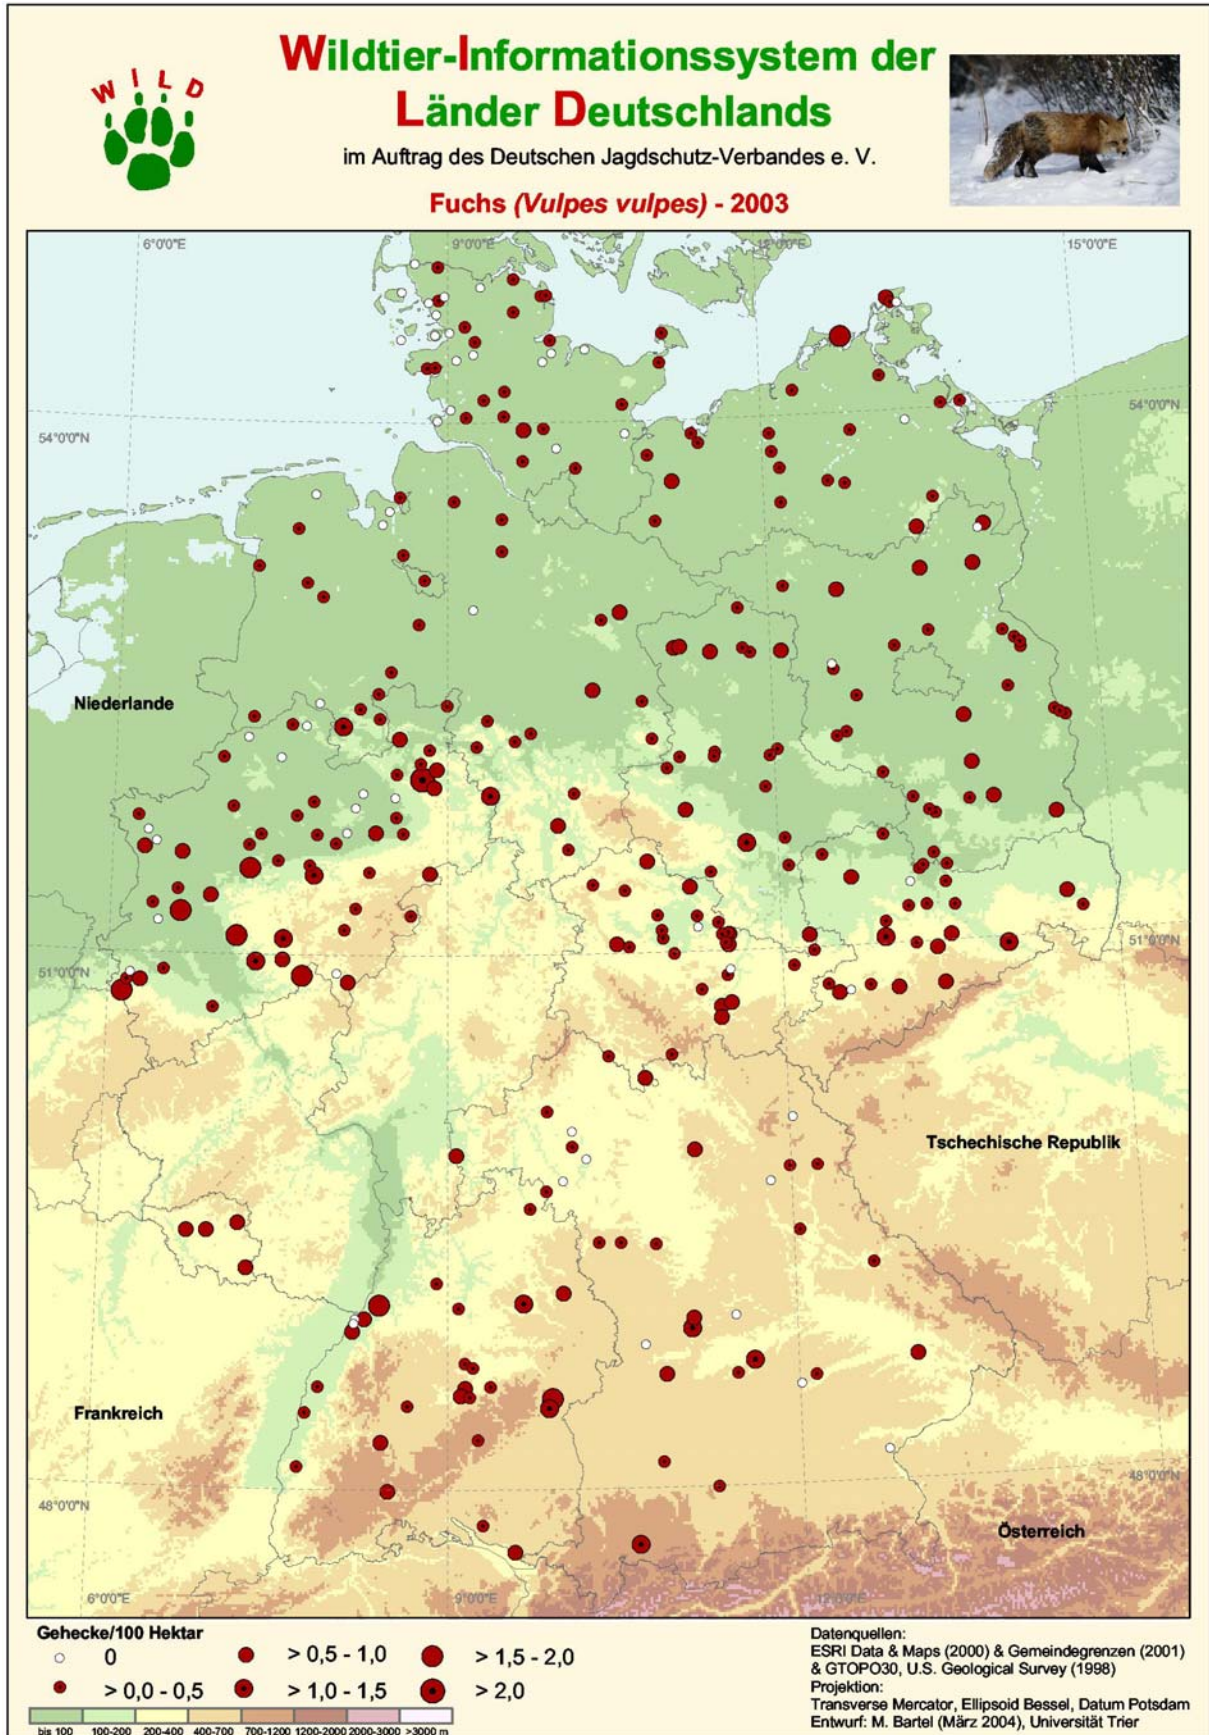 WILD
Wildtier-Informationssystem der
Länder Deutschlands
im Auftrag des Deutschen Jagdschutz-Verbandes e. V.
Fuchs (Vulpes vulpes) - 2003
6°0'0"E
9°0'0"E
12°0'0"E
15°0'0"E
54°0'0"N
54°0'0"N
Niederlande
51°0'0"N
51°0'0"N
Tschechische Republik
Frankreich
48°0'0"N
48°0'0"N
Österreich
6°0'0"E
9°0'0"E
12°0'0"E
Gehecke/100 Hektar
0
> 0,5 - 1,0
> 1,5 - 2,0
> 0,0 - 0,5
> 1,0 - 1,5
> 2,0
bis 100 100-200 200-400 400-700 700-1200 1200-2000 2000-3000 >3000 m
Datenquellen:
ESRI Data & Maps (2000) & Gemeindegrenzen (2001)
& GTOPO30, U.S. Geological Survey (1998)
Projektion:
Transverse Mercator, Ellipsoid Bessel, Datum Potsdam
Entwurf: M. Bartel (März 2004), Universität Trier